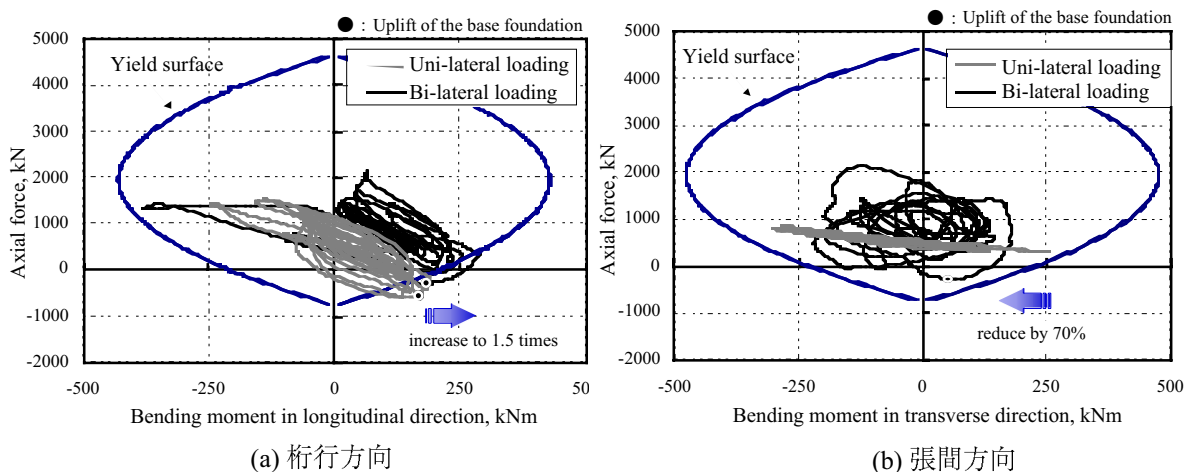 ● : Uplift of the base foundation
5000
4000
3000
2000
1000
0
-1000
-2000
Axial force, kN
Yield surface
Uni-lateral loading
Bi-lateral loading
increase to 1.5 times
-500
-250
0
250
50
Bending moment in longitudinal direction, kNm
(a) 桁行方向
● : Uplift of the base foundation
5000
4000
3000
2000
1000
0
-1000
-2000
Axial force, kN
Yield surface
Uni-lateral loading
Bi-lateral loading
reduce by 70%
-500
-250
0
250
500
Bending moment in transverse direction, kNm
(b) 張間方向